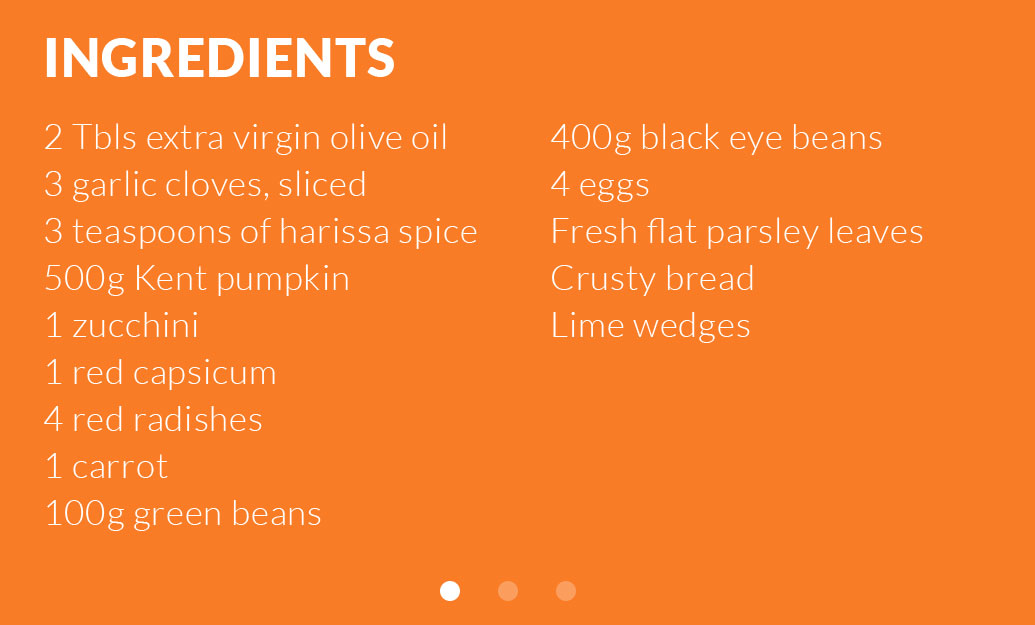 INGREDIENTS
2 Tbls extra virgin olive oil
3 garlic cloves, sliced
3 teaspoons of harissa spice
500g Kent pumpkin
1 zucchini
1 red capsicum
4 red radishes
1 carrot
100g green beans
400g black eye beans
4 eggs
Fresh flat parsley leaves
Crusty bread
Lime wedges